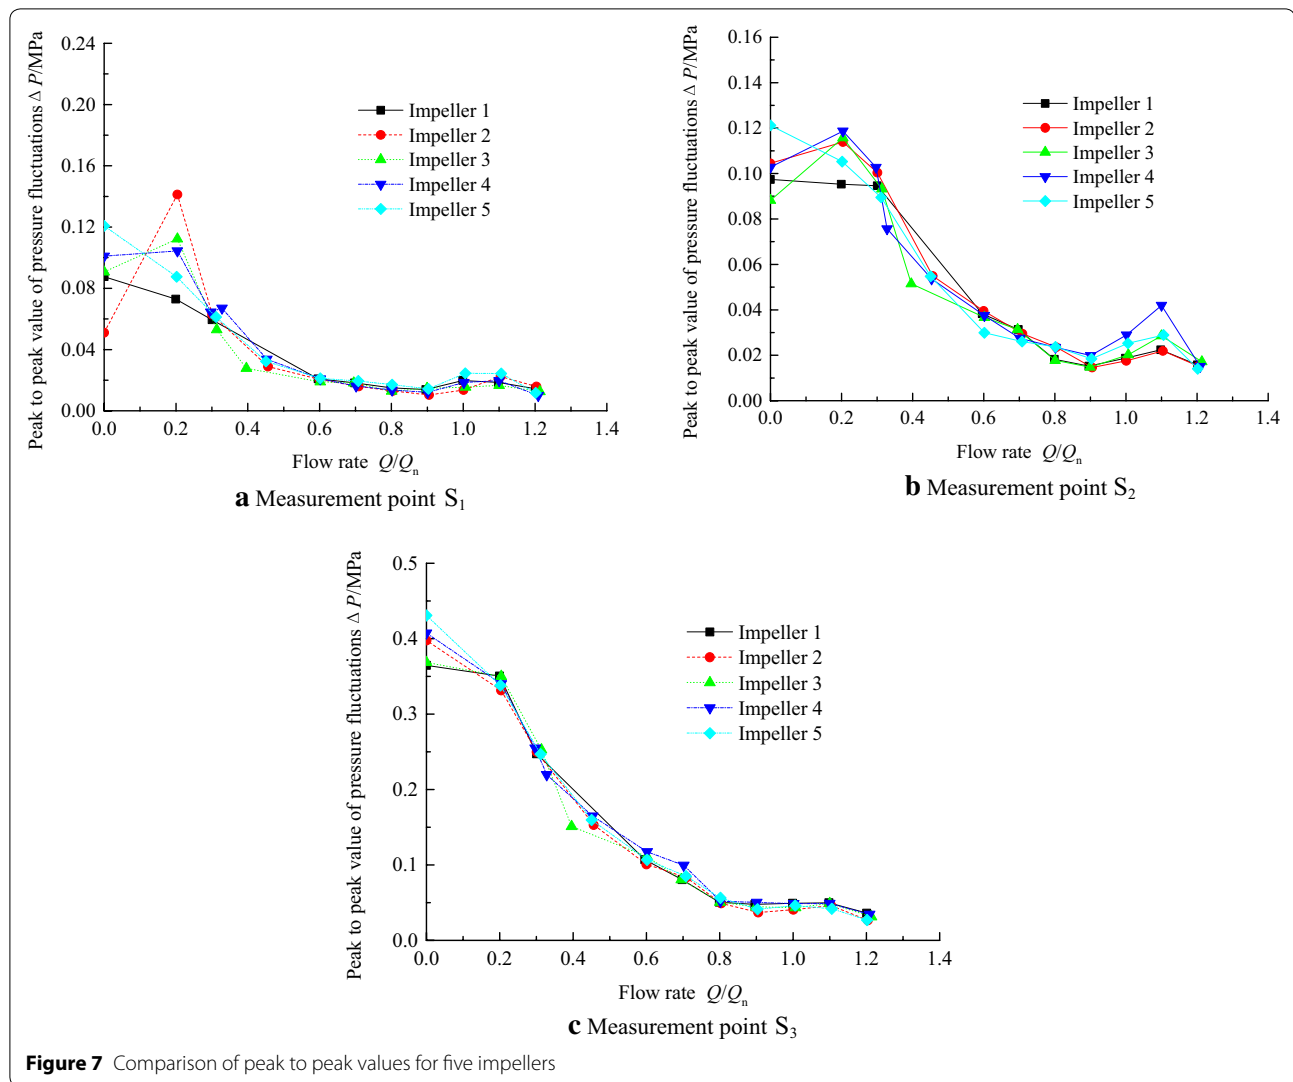 Peak to peak value of pressure fluctuations Δ P/MPa
0.24
0.20
0.16
0.12
0.08
0.04
0.00
Impeller 1
Impeller 2
Impeller 3
Impeller 4
Impeller 5
0.0 0.2 0.4 0.6 0.8 1.0 1.2 1.4
Flow rate Q/Qn
a Measurement point S1
Peak to peak value of pressure fluctuations Δ P/MPa
0.16
0.14
0.12
0.10
0.08
0.06
0.04
0.02
0.00
Impeller 1
Impeller 2
Impeller 3
Impeller 4
Impeller 5
0.0 0.2 0.4 0.6 0.8 1.0 1.2 1.4
Flow rate Q/Qn
b Measurement point S2
Peak to peak value of pressure fluctuations Δ P/MPa
0.5
0.4
0.3
0.2
0.1
0.0
Impeller 1
Impeller 2
Impeller 3
Impeller 4
Impeller 5
0.0 0.2 0.4 0.6 0.8 1.0 1.2 1.4
Flow rate Q/Qn
c Measurement point S3
Figure 7 Comparison of peak to peak values for five impellers